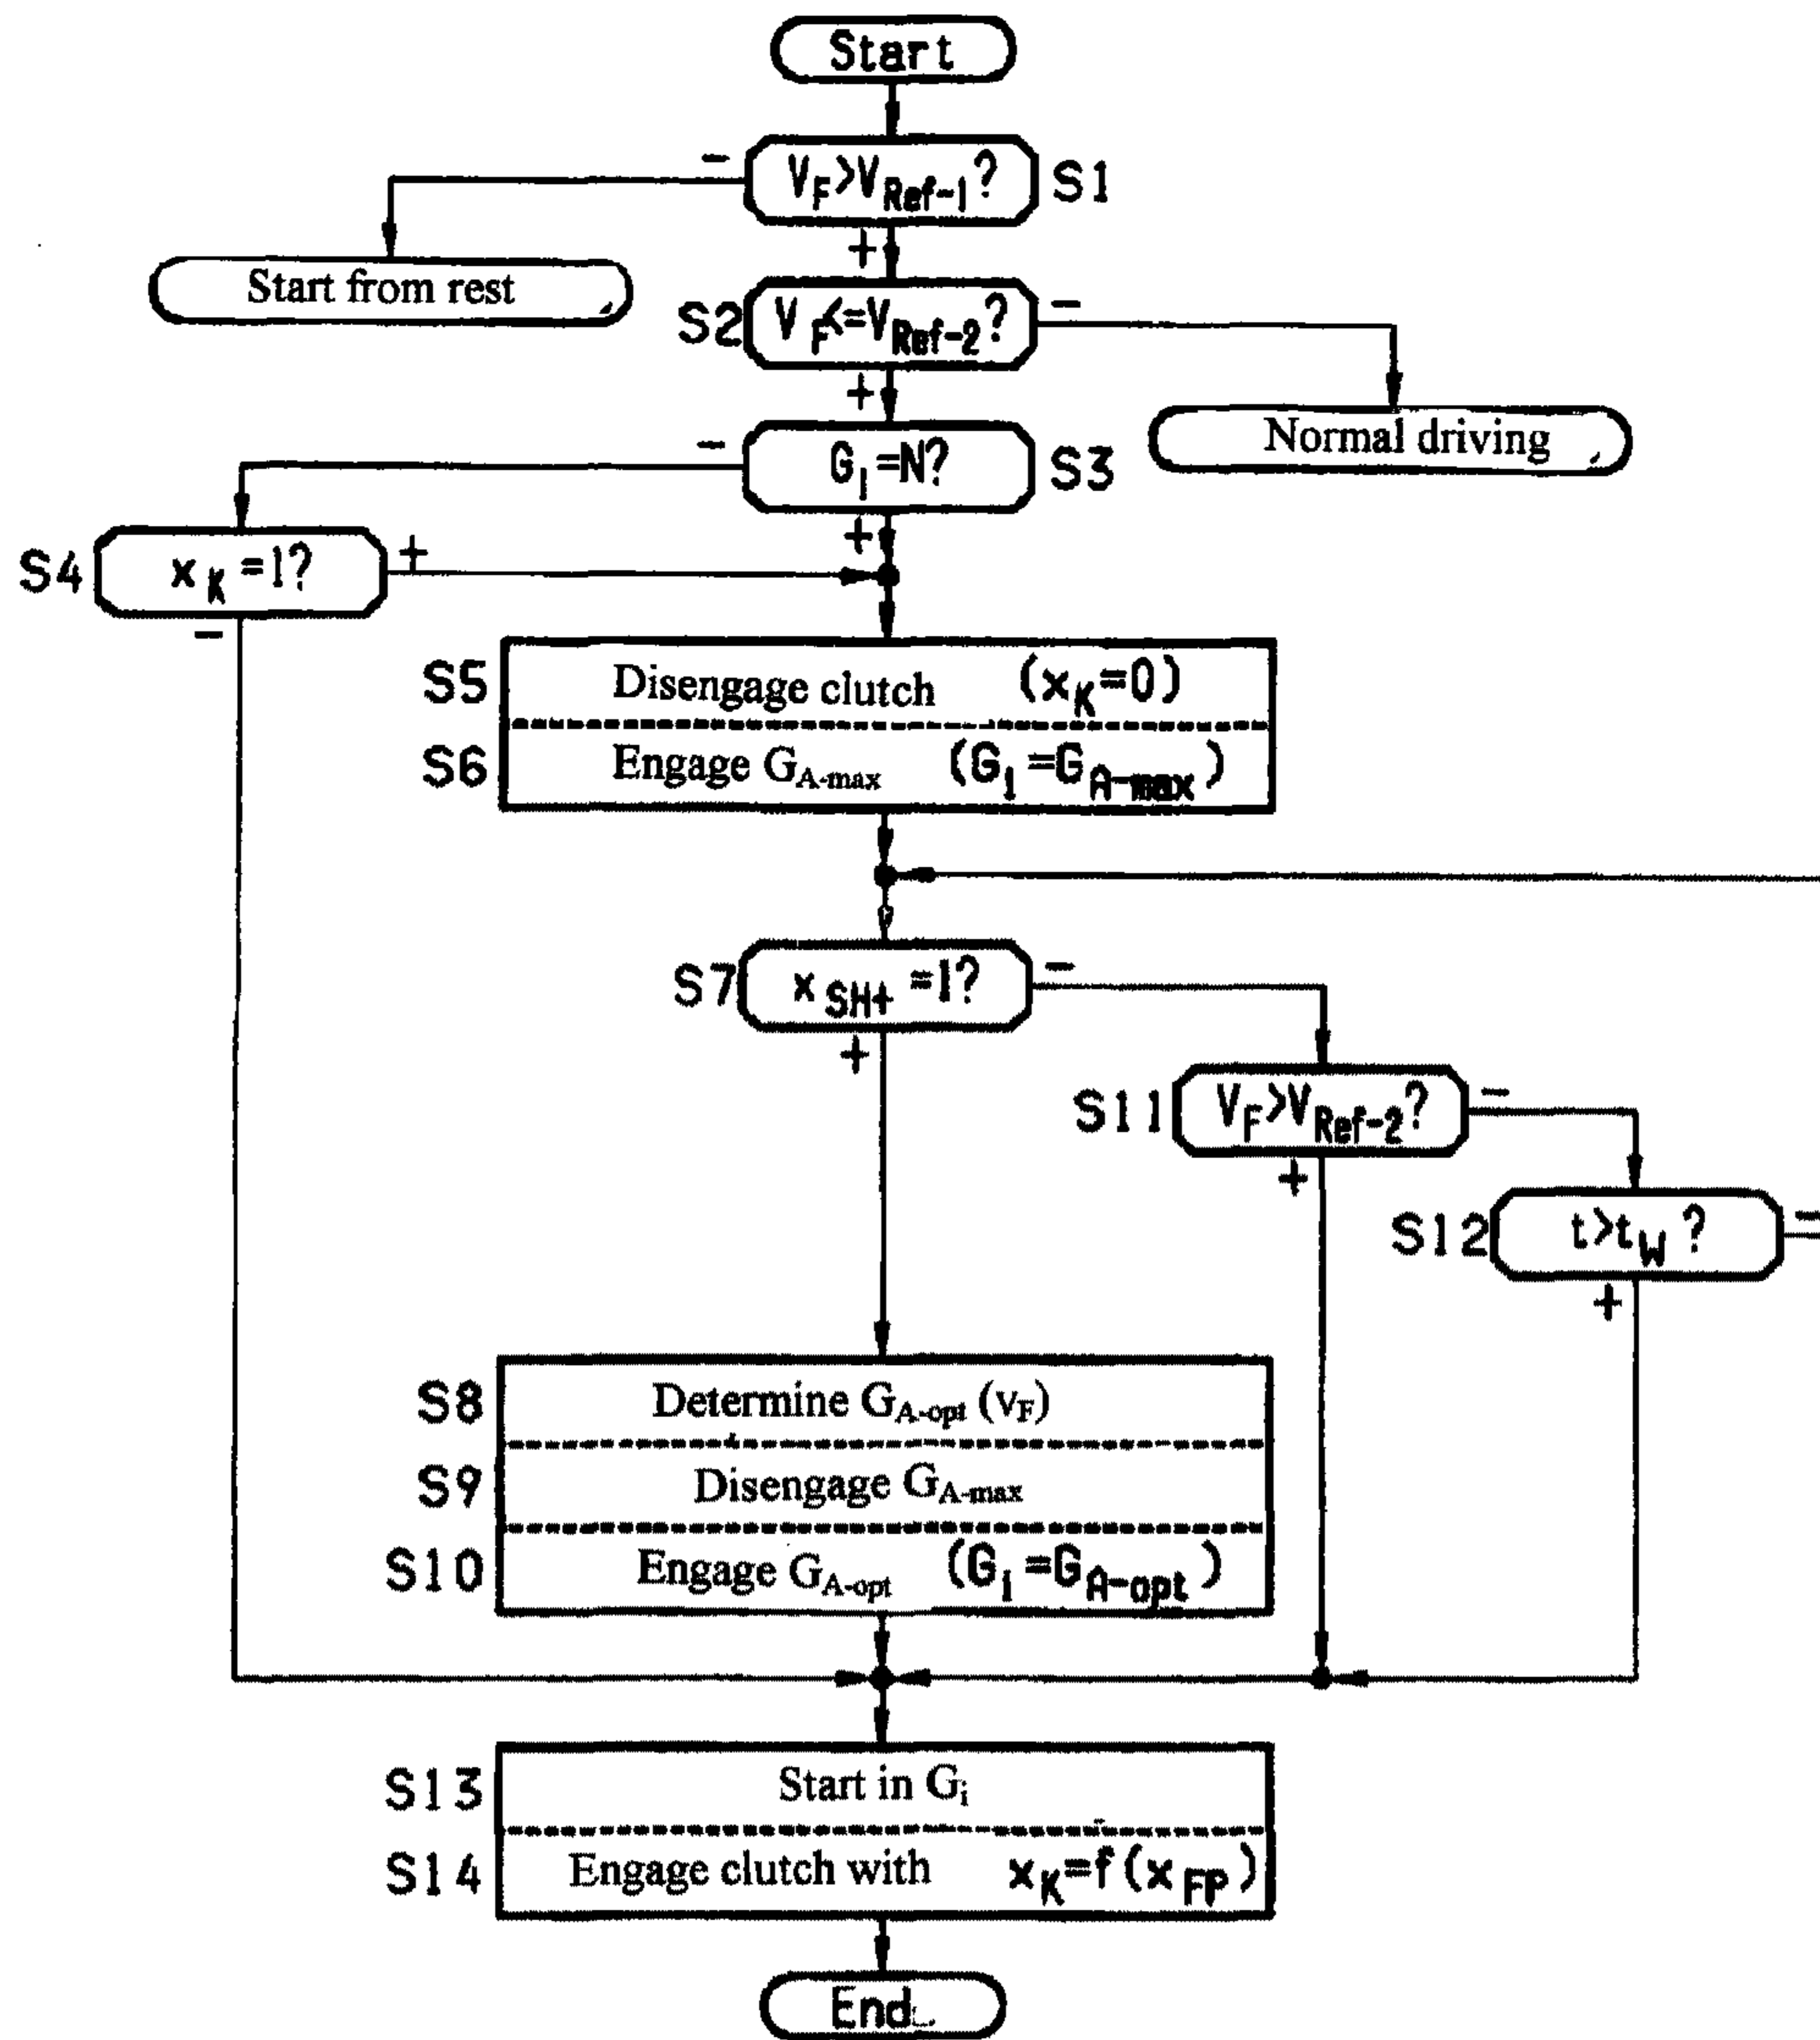 Start
-
V_F>V_Ref-1? S1
+
Start from rest
S2 V_F<=V_Ref-2? -
+
Normal driving
-
G_i=N? S3
+
S4 x_K=1? +
-
S5 Disengage clutch (x_K=0)
S6 Engage G_A-max (G_i=G_A-max)
S7 x_SH+=1? -
+
S11 V_F>V_Ref-2? -
+
S12 t>t_W? -
+
S8 Determine G_A-opt (v_F)
S9 Disengage G_A-max
S10 Engage G_A-opt (G_i=G_A-opt)
S13 Start in G_i
S14 Engage clutch with x_K=f(x_FP)
End